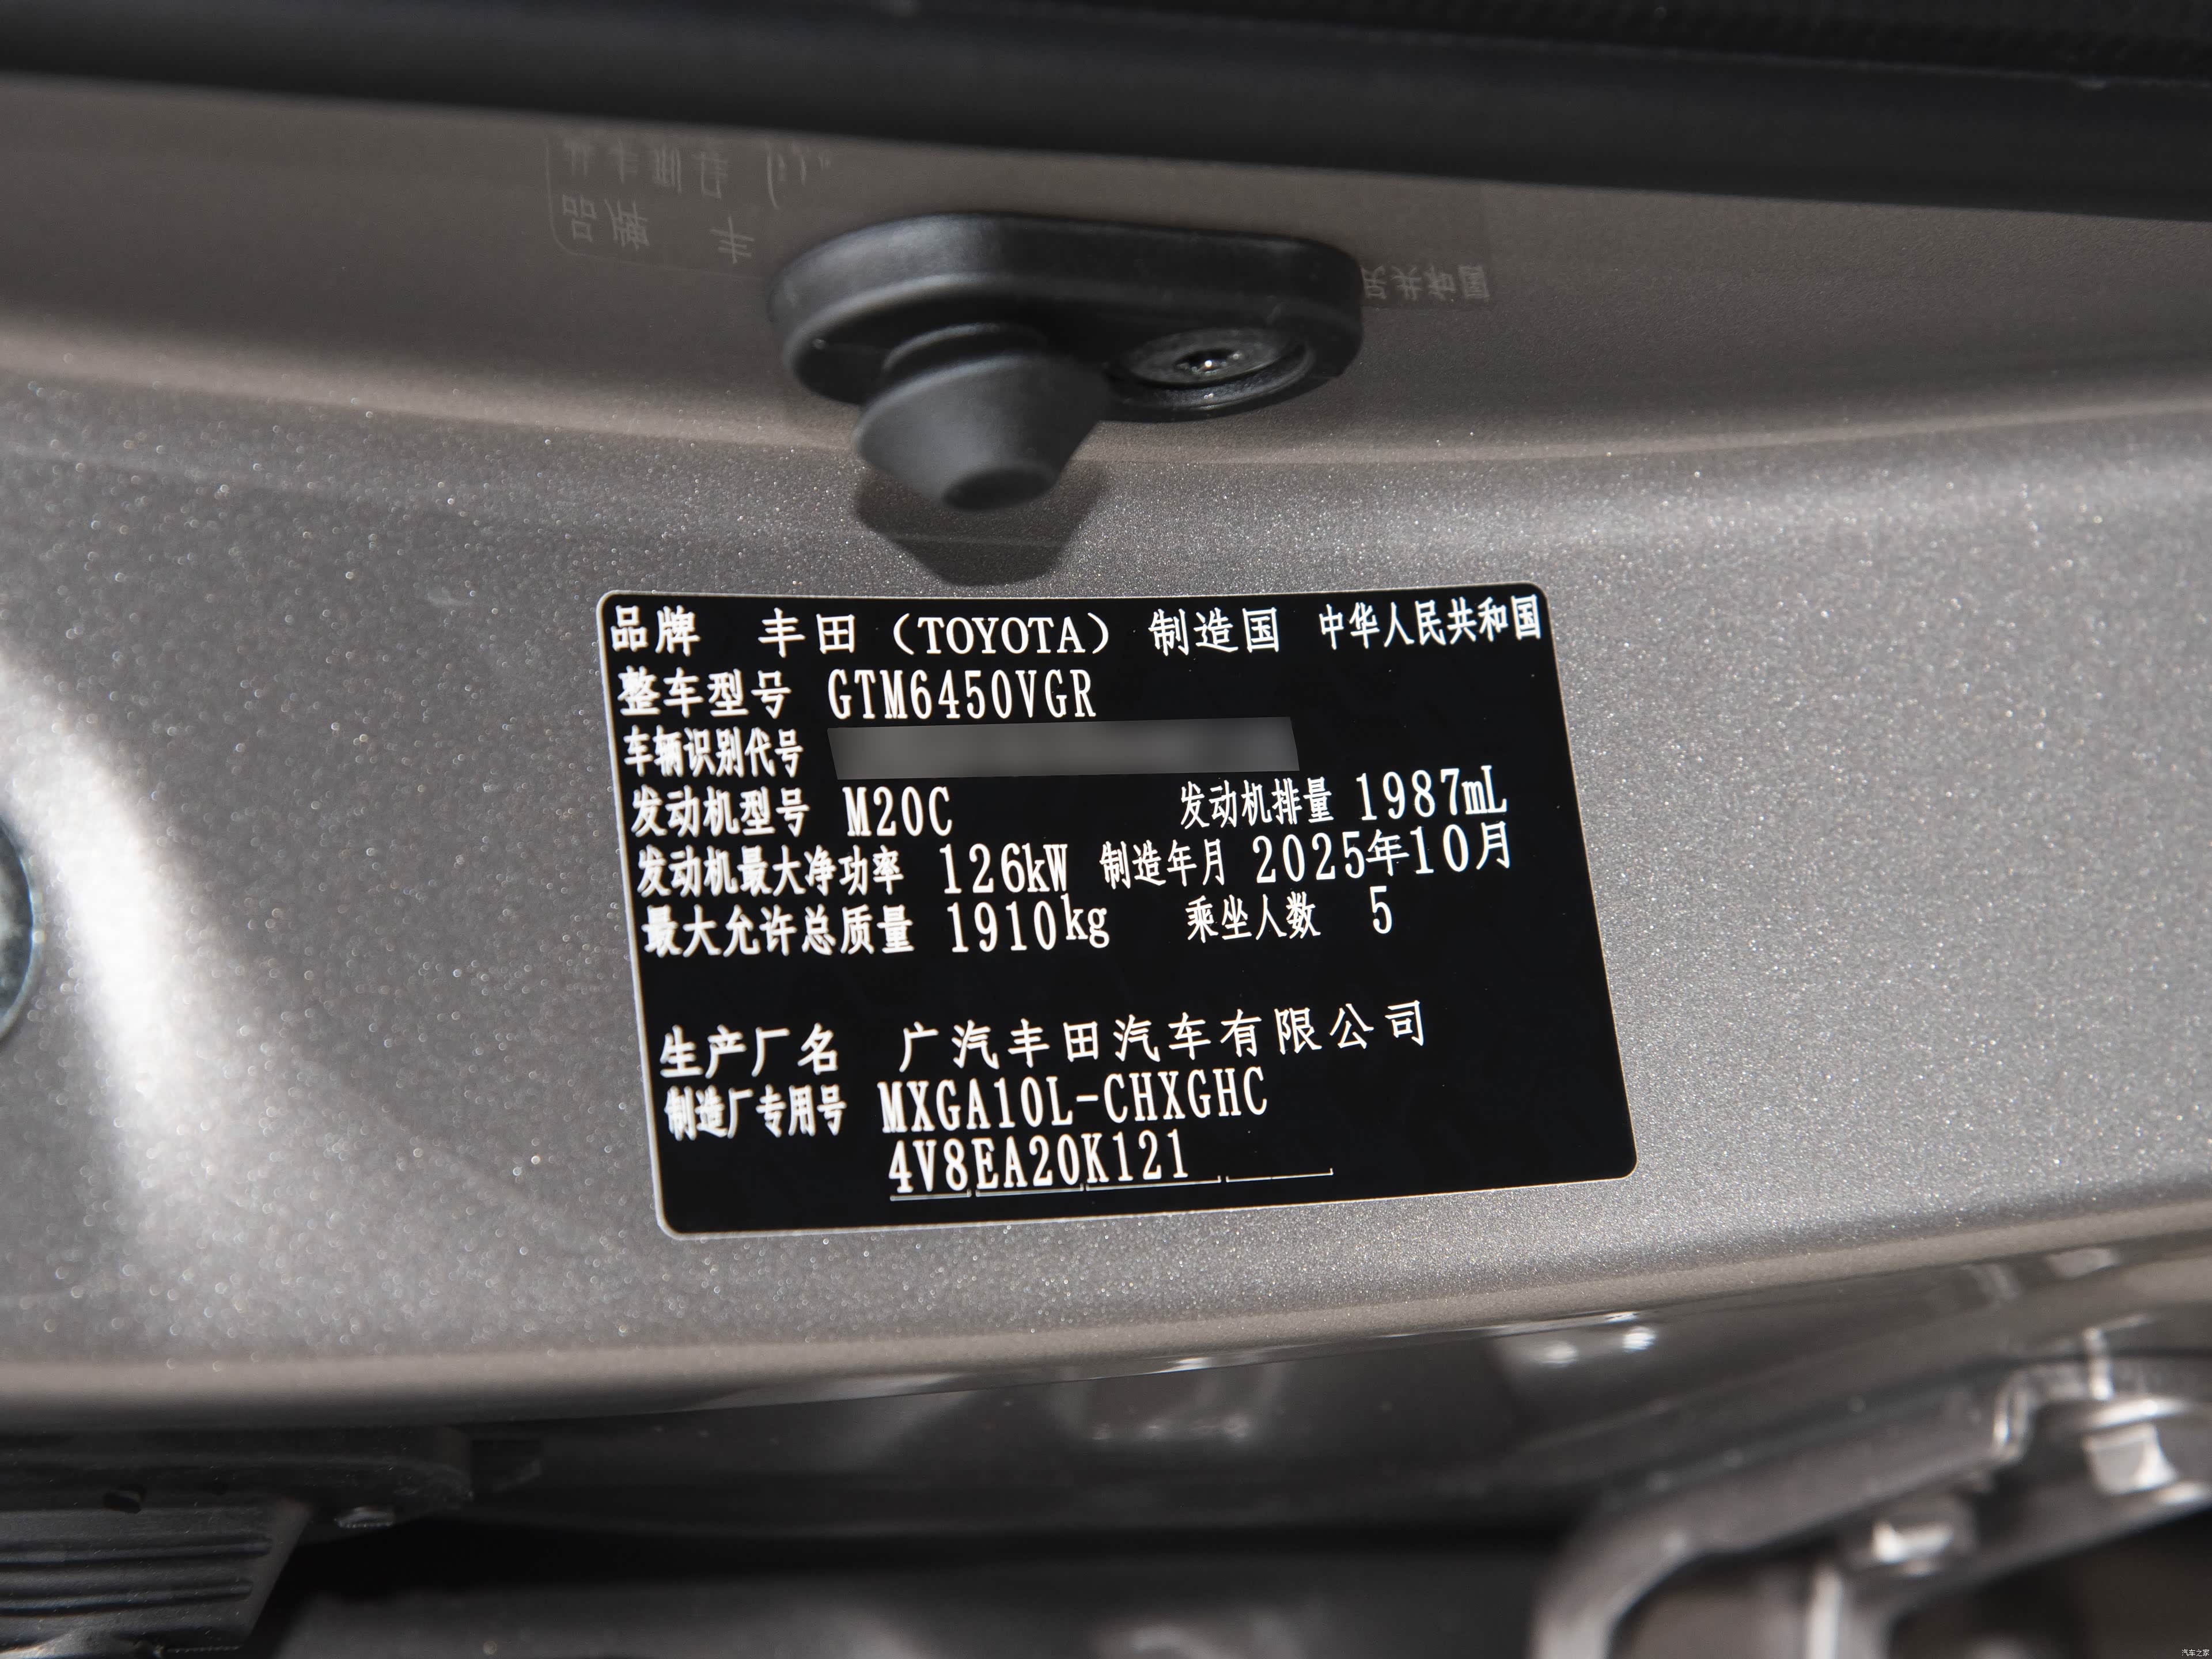 品牌 丰田（TOYOTA） 制造国 中华人民共和国
整车型号 GTM6450VGR
车辆识别代号
发动机型号 M20C 发动机排量 1987mL
发动机最大净功率 126kW 制造年月 2025年10月
最大允许总质量 1910kg 乘坐人数 5
生产厂名 广汽丰田汽车有限公司
制造厂专用号 MXGA10L-CHXGHC
4V8EA20K121
汽车之家